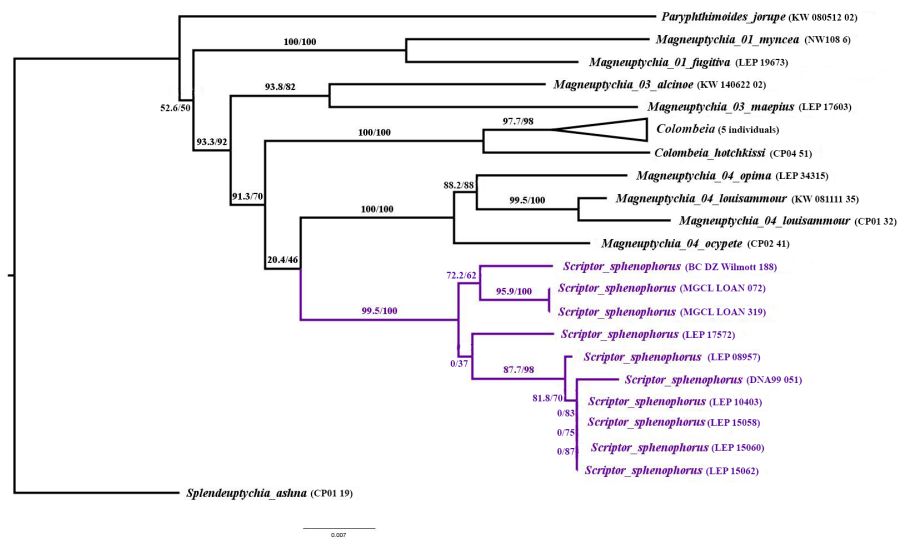 Paryphthimoides_jorupe (KW 080512 02)
100/100
Magneuptychia_01_myncea (NW108 6)
Magneuptychia_01_fugitiva (LEP 19673)
52.6/50
93.8/82
Magneuptychia_03_alcinoe (KW 140622 02)
Magneuptychia_03_maepius (LEP 17603)
93.3/92
97.7/98
Colombeia (5 individuals)
100/100
Colombeia_hotchkissi (CP04 51)
91.3/70
88.2/88
Magneuptychia_04_opima (LEP 34315)
99.5/100
Magneuptychia_04_louisammour (KW 081111 35)
100/100
Magneuptychia_04_louisammour (CP01 32)
Magneuptychia_04_ocypete (CP02 41)
20.4/46
72.2/62
Scriptor_sphenophorus (BC DZ Wilmott 188)
95.9/100
Scriptor_sphenophorus (MGCL LOAN 072)
99.5/100
Scriptor_sphenophorus (MGCL LOAN 319)
Scriptor_sphenophorus (LEP 17572)
0/37
Scriptor_sphenophorus (LEP 08957)
87.7/98
Scriptor_sphenophorus (DNA99 051)
81.8/70
Scriptor_sphenophorus (LEP 10403)
0/83
Scriptor_sphenophorus (LEP 15058)
0/75
Scriptor_sphenophorus (LEP 15060)
0/87
Scriptor_sphenophorus (LEP 15062)
Splendeuptychia_ashna (CP01 19)
0.007